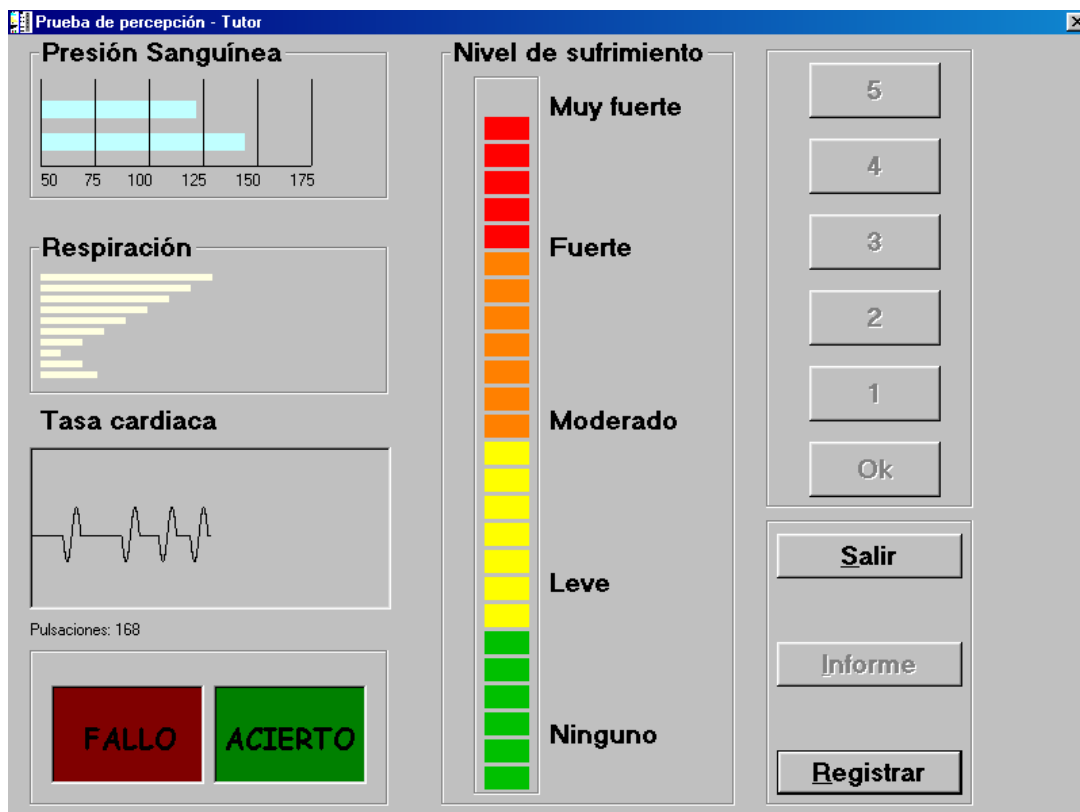 Prueba de percepción - Tutor
Presión Sanguínea
50 75 100 125 150 175
Respiración
Tasa cardiaca
Pulsaciones: 168
FALLO
ACIERTO
Nivel de sufrimiento
Muy fuerte
Fuerte
Moderado
Leve
Ninguno
5
4
3
2
1
Ok
Salir
Informe
Registrar